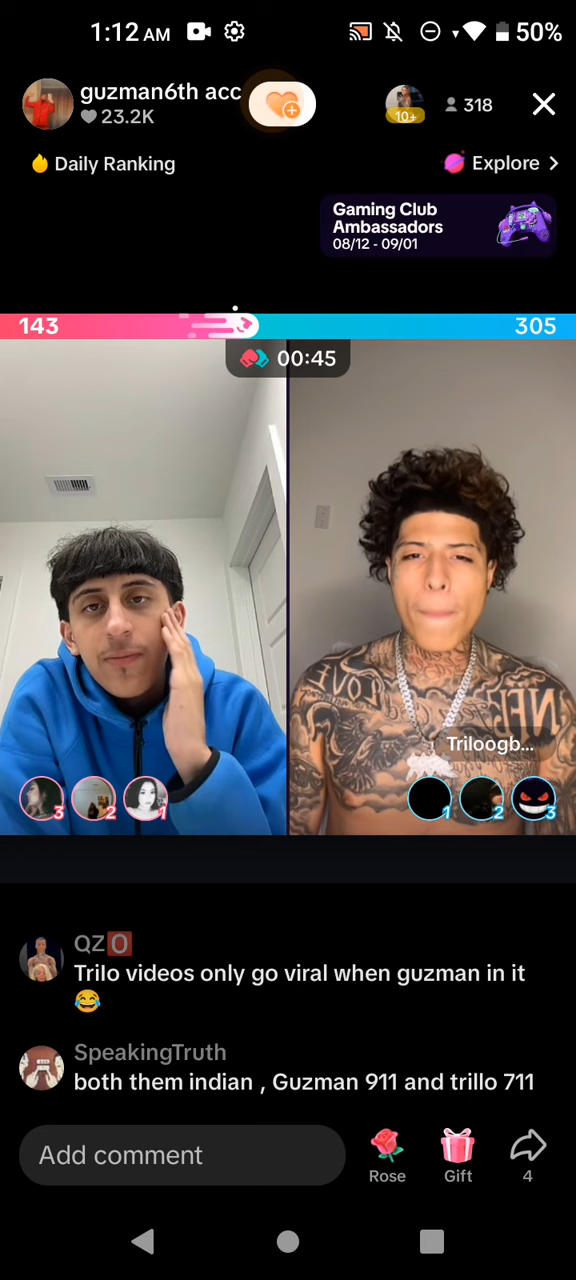 1:12 AM
50%
guzman6th acc
23.2K
10+
318
Daily Ranking
Explore
Gaming Club
Ambassadors
08/12 - 09/01
143
305
00:45
LOVE
Triloogb...
3
2
1
1
2
3
QZ🅾
Trilo videos only go viral when guzman in it
😂
SpeakingTruth
both them indian , Guzman 911 and trillo 711
Add comment
Rose
Gift
4